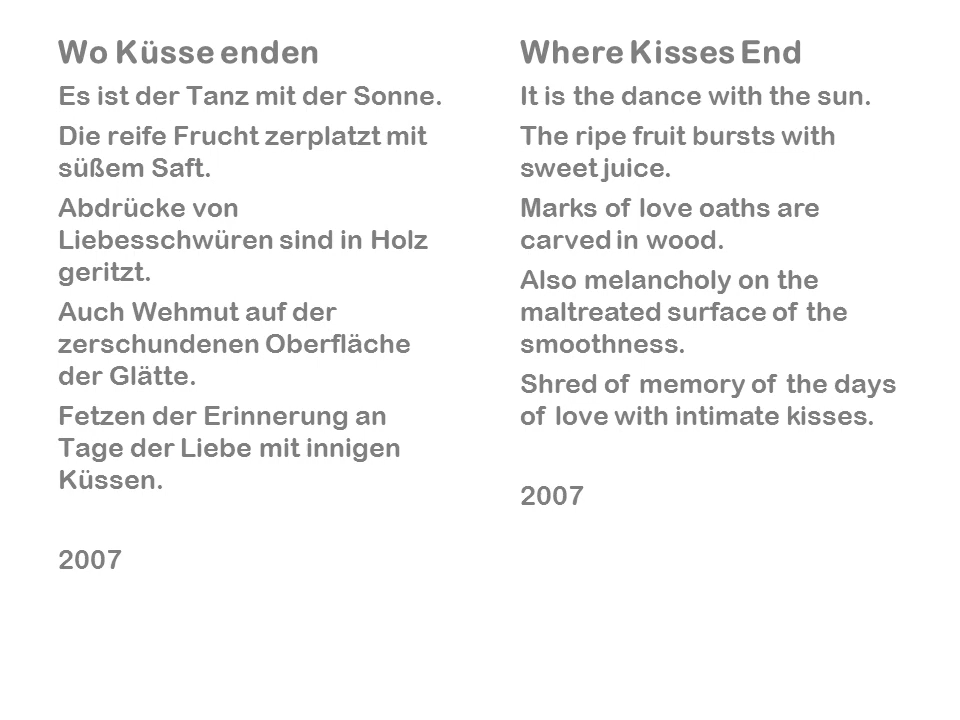 Wo Küsse enden
Es ist der Tanz mit der Sonne.
Die reife Frucht zerplatzt mit
süßem Saft.
Abdrücke von
Liebesschwüren sind in Holz
geritzt.
Auch Wehmut auf der
zerschundenen Oberfläche
der Glätte.
Fetzen der Erinnerung an
Tage der Liebe mit innigen
Küssen.
2007
Where Kisses End
It is the dance with the sun.
The ripe fruit bursts with
sweet juice.
Marks of love oaths are
carved in wood.
Also melancholy on the
maltreated surface of the
smoothness.
Shred of memory of the days
of love with intimate kisses.
2007